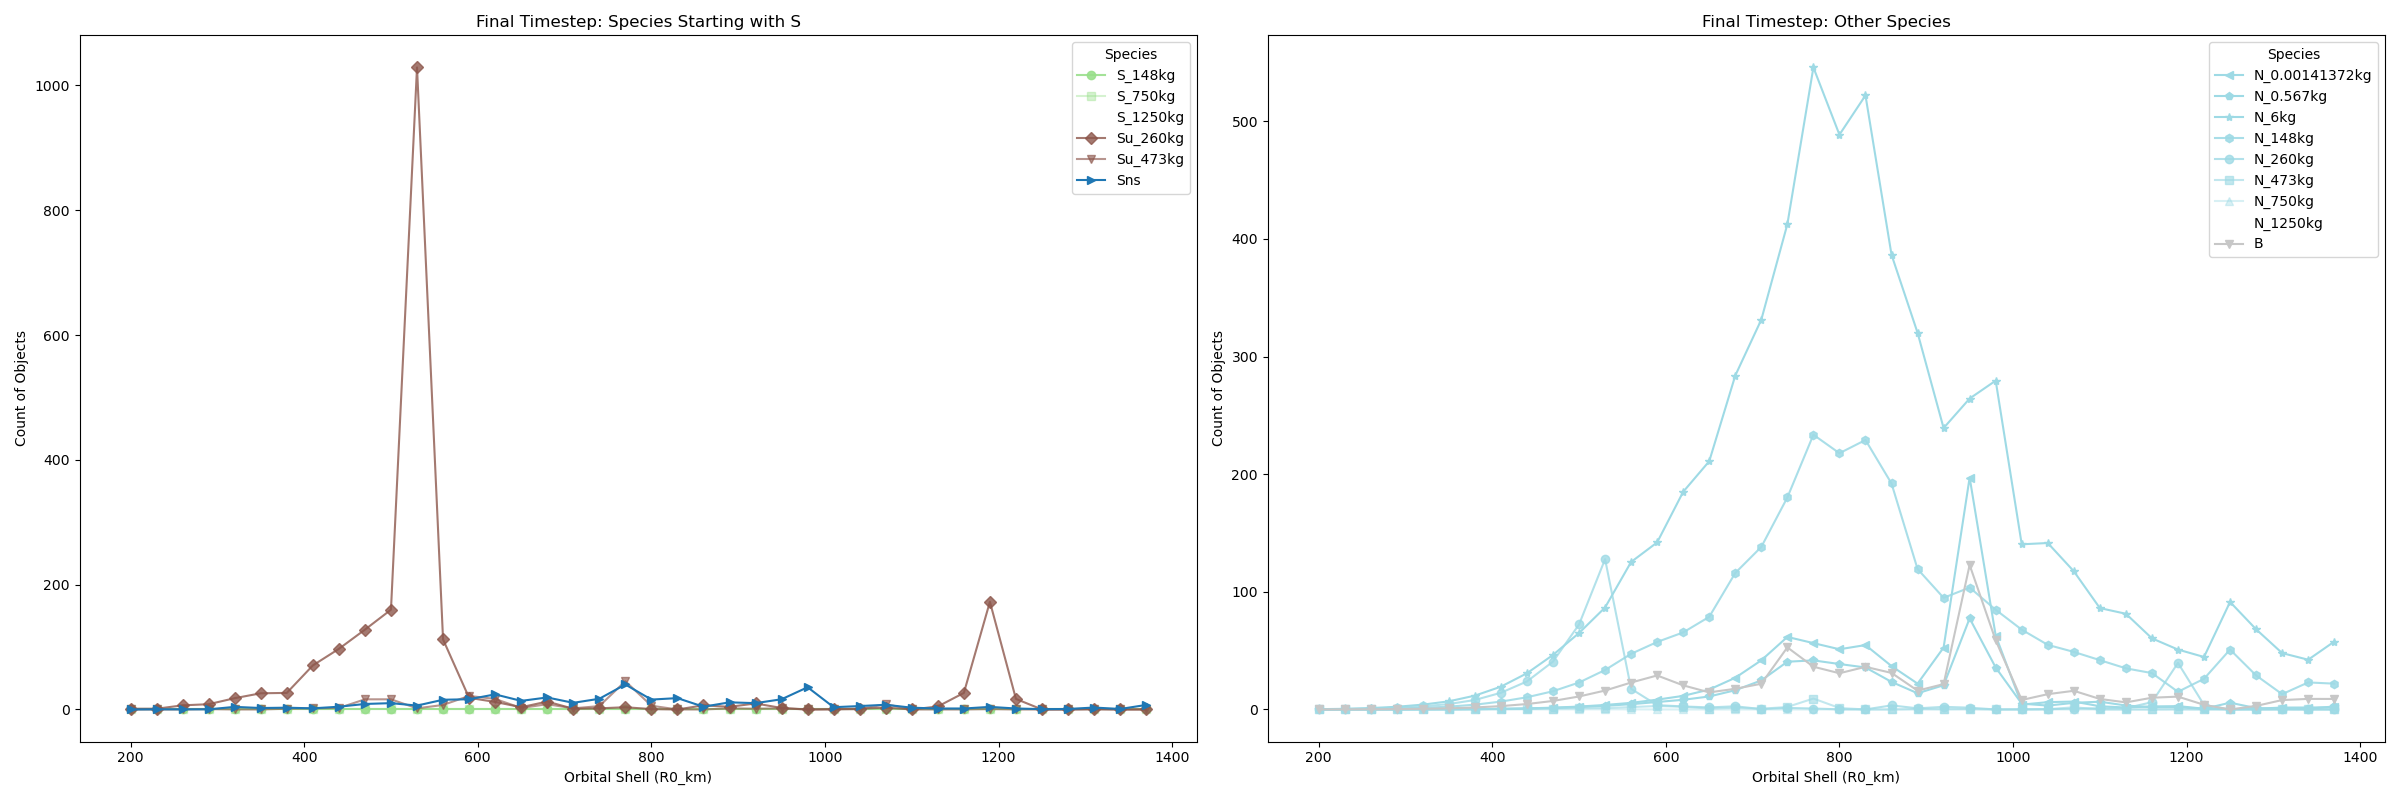 Final Timestep: Species Starting with S
Count of Objects
1000
800
600
400
200
0
200
400
600
800
1000
1200
1400
Orbital Shell (R0_km)
Species
S_148kg
S_750kg
S_1250kg
Su_260kg
Su_473kg
Sns
Final Timestep: Other Species
Count of Objects
500
400
300
200
100
0
200
400
600
800
1000
1200
1400
Orbital Shell (R0_km)
Species
N_0.00141372kg
N_0.567kg
N_6kg
N_148kg
N_260kg
N_473kg
N_750kg
N_1250kg
B